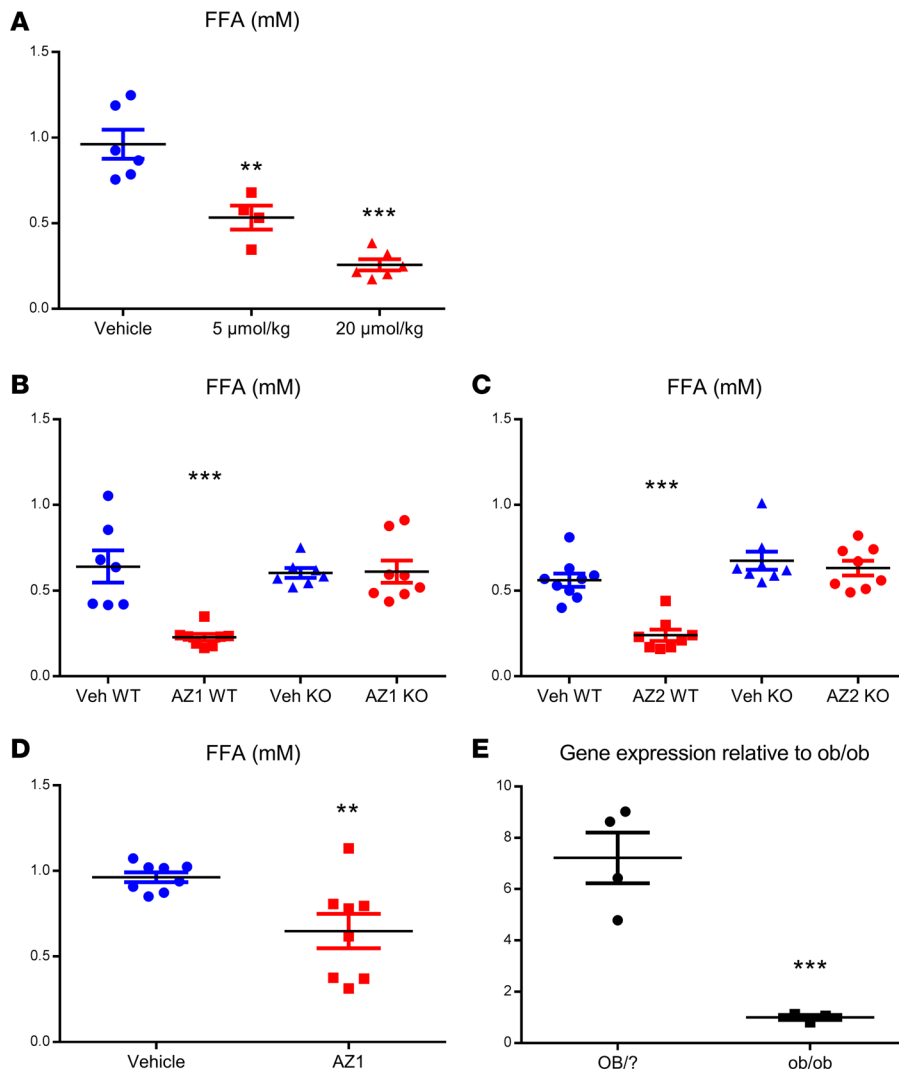 A
FFA (mM)
1.5
1.0
0.5
0.0
**
***
Vehicle 5 µmol/kg 20 µmol/kg
B
FFA (mM)
1.5
1.0
0.5
0.0
***
Veh WT AZ1 WT Veh KO AZ1 KO
C
FFA (mM)
1.5
1.0
0.5
0.0
***
Veh WT AZ2 WT Veh KO AZ2 KO
D
FFA (mM)
1.5
1.0
0.5
0.0
**
Vehicle AZ1
E
Gene expression relative to ob/ob
10
8
6
4
2
0
***
OB/? ob/ob